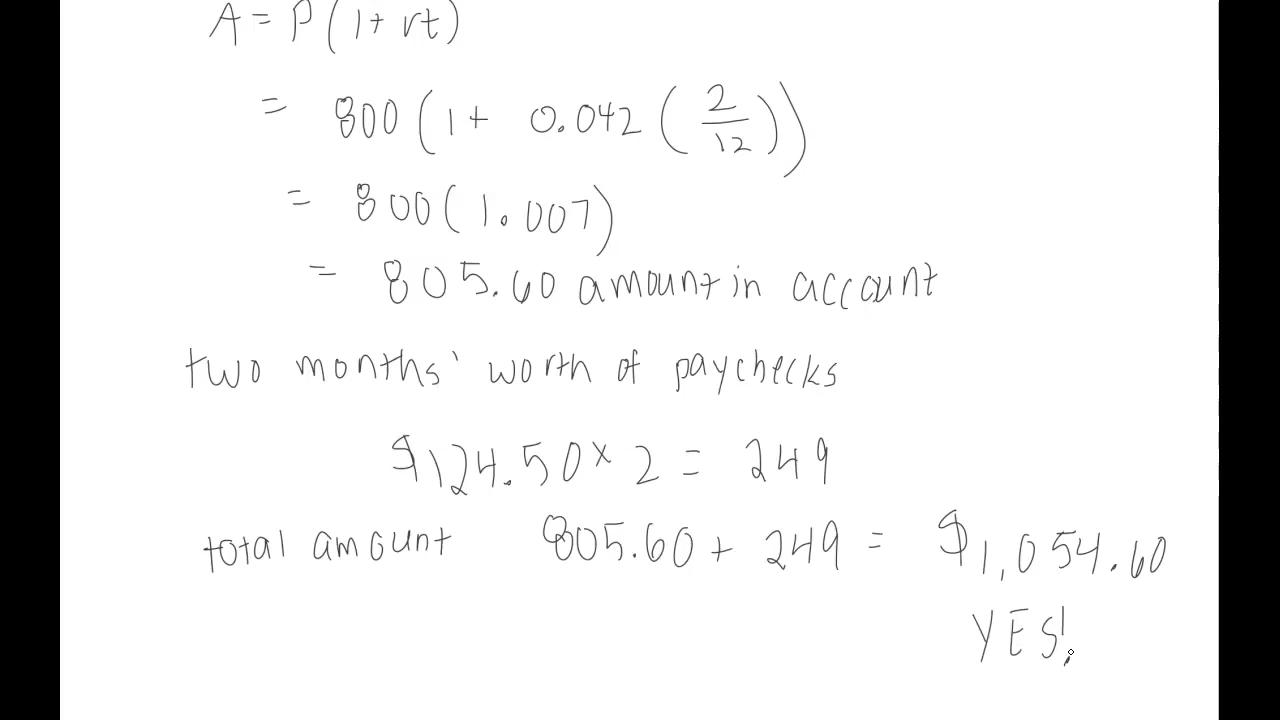 A = P(1 + rt)
= 800(1 + 0.042(2/12))
= 800(1.007)
= 805.60 amount in account
two months' worth of paychecks
$124.50 × 2 = 249
total amount 805.60 + 249 = $1,054.60
YES!